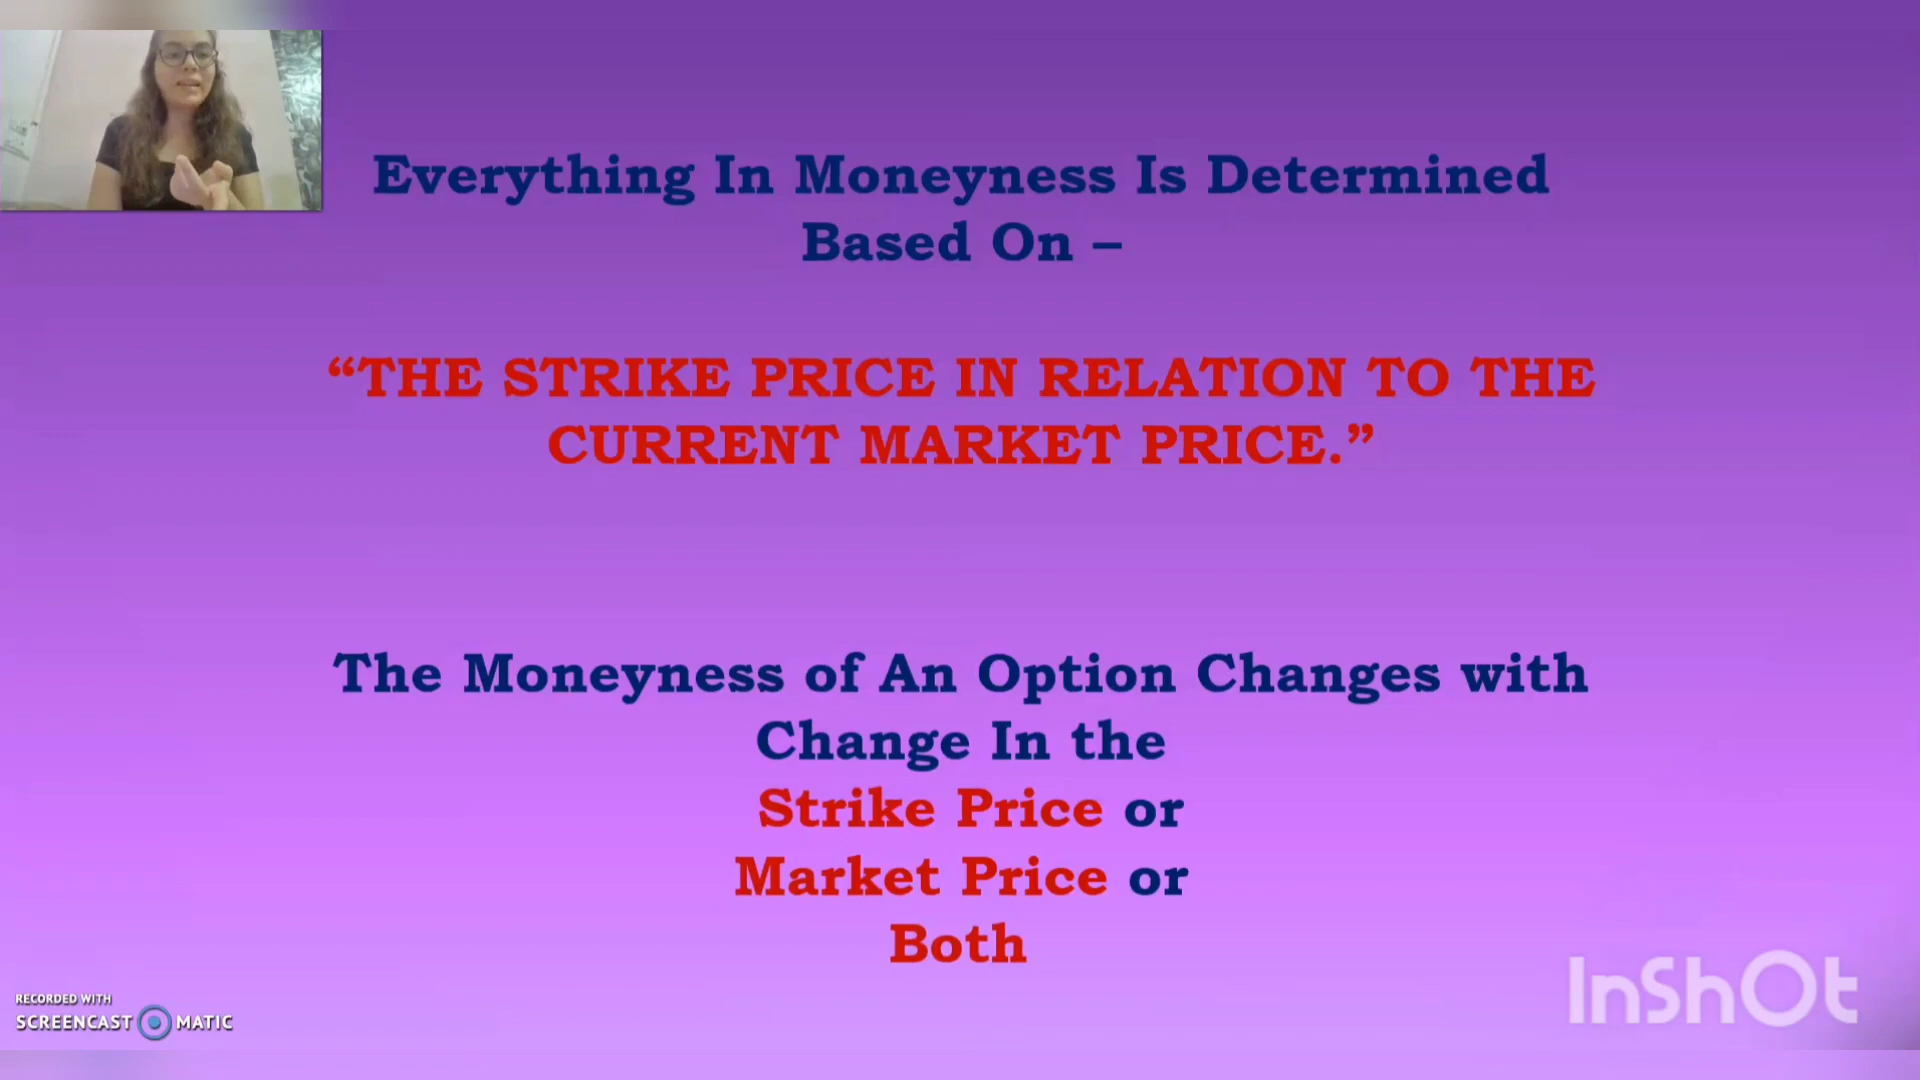 Everything In Moneyness Is Determined
Based On –
“THE STRIKE PRICE IN RELATION TO THE
CURRENT MARKET PRICE.”
The Moneyness of An Option Changes with
Change In the
Strike Price or
Market Price or
Both
RECORDED WITH
SCREENCAST MATIC
InShOt